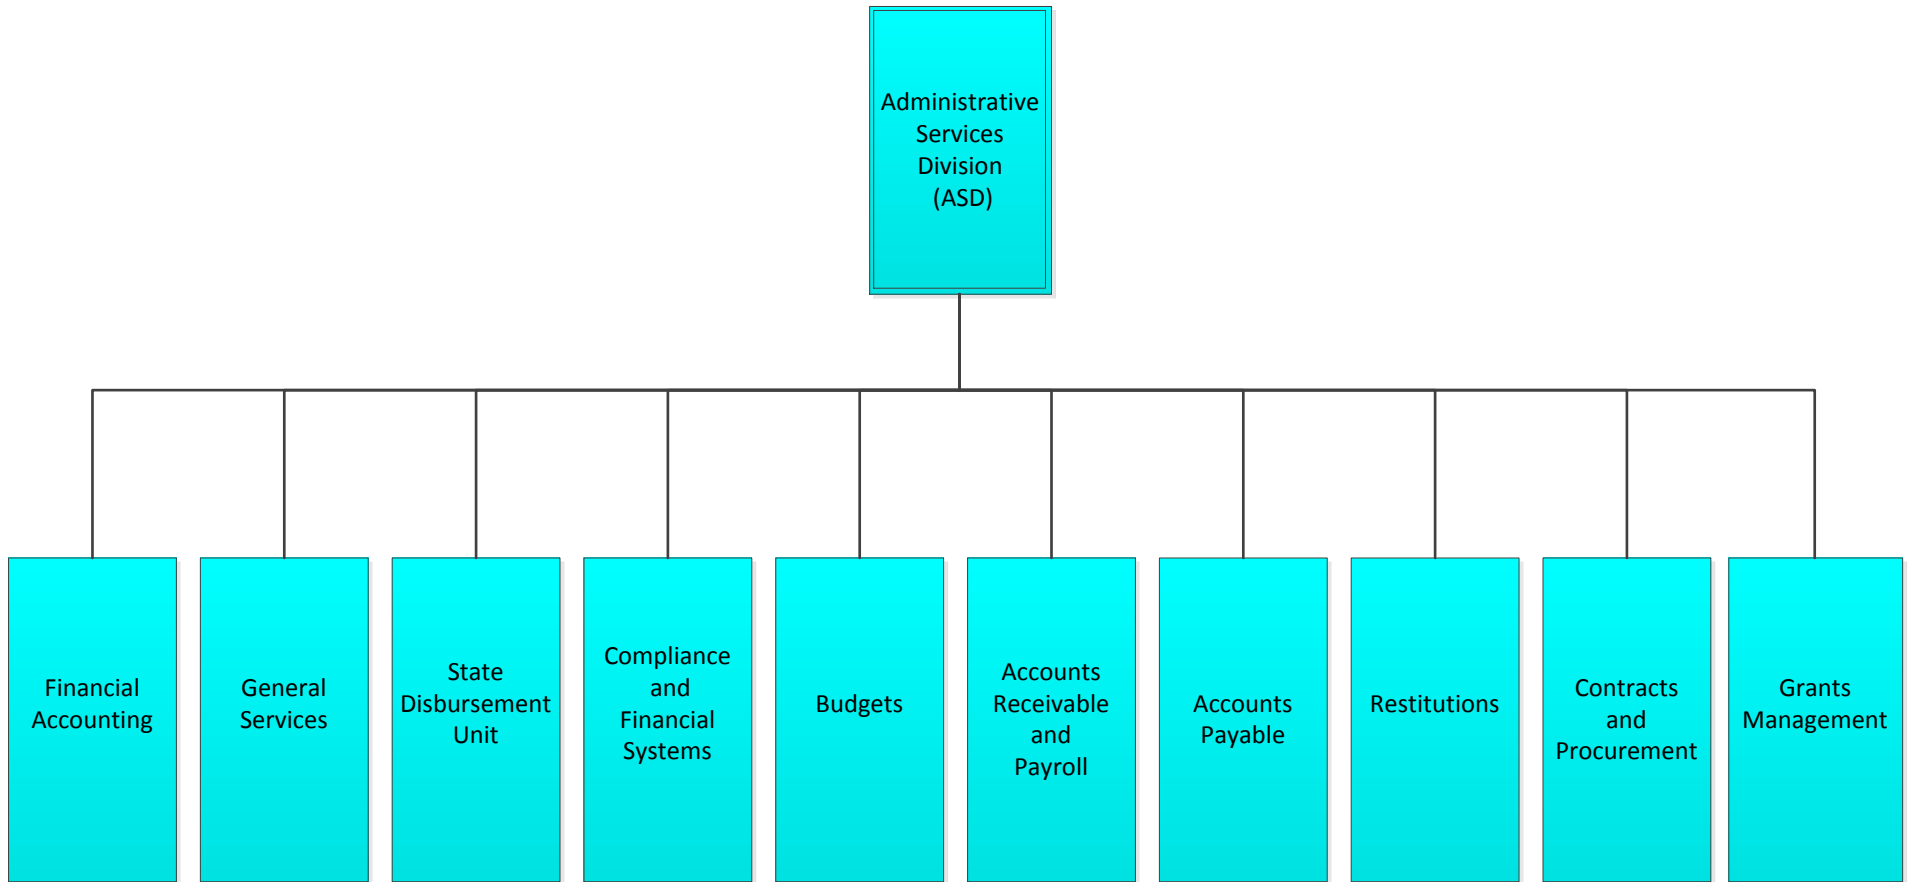 Administrative
Services
Division
(ASD)
Financial
Accounting
General
Services
State
Disbursement
Unit
Compliance
and
Financial
Systems
Budgets
Accounts
Receivable
and
Payroll
Accounts
Payable
Restitutions
Contracts
and
Procurement
Grants
Management